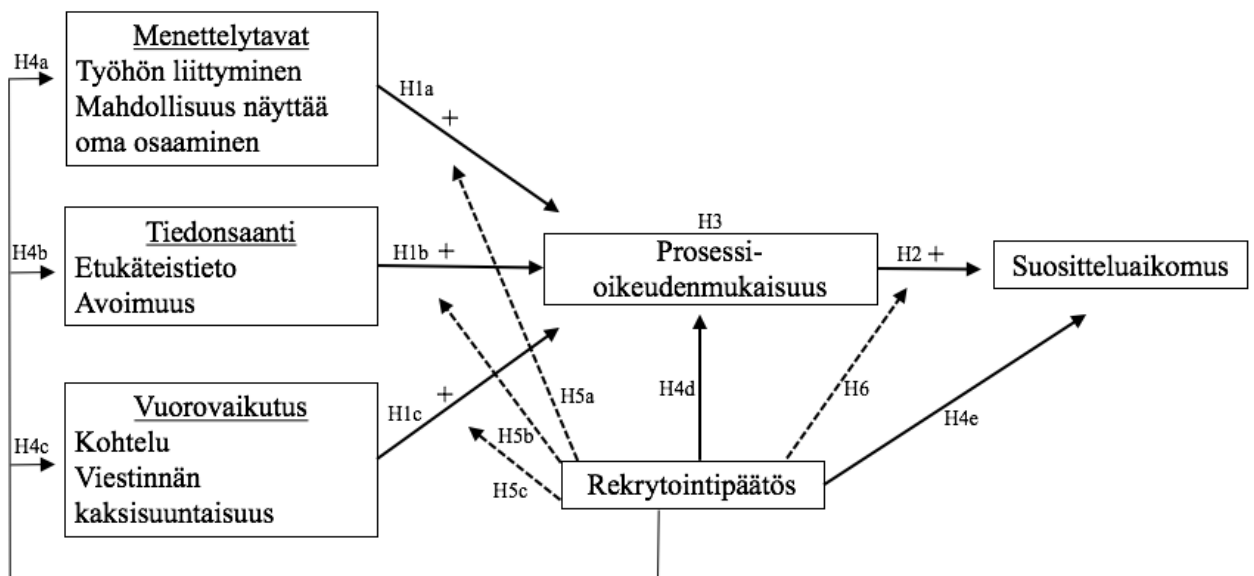 Menettelytavat
Työhön liittyminen
Mahdollisuus näyttää
oma osaaminen
H4a
H1a
+
Tiedonsaanti
Etukäteistieto
Avoimuus
H4b
H1b +
H3
Prosessi-
oikeudenmukaisuus
H2 +
Suositteluaikomus
Vuorovaikutus
Kohtelu
Viestinnän
kaksisuuntaisuus
H4c
H1c
+
H5a
H5b
H5c
H4d
H6
H4e
Rekrytointipäätös